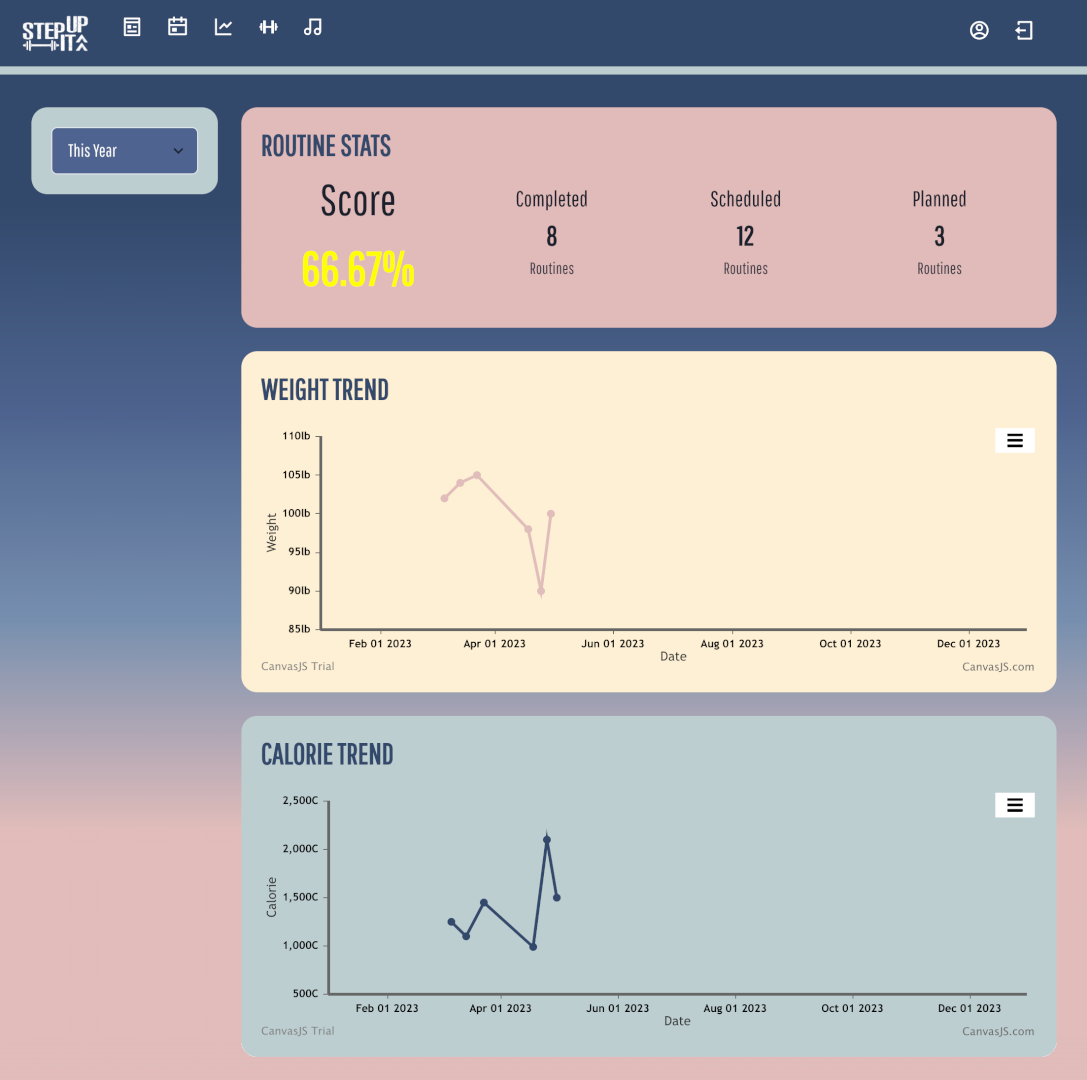 STEP UP
IT
This Year
ROUTINE STATS
Score
66.67%
Completed
8
Routines
Scheduled
12
Routines
Planned
3
Routines
WEIGHT TREND
110lb
105lb
100lb
95lb
90lb
85lb
Weight
Feb 01 2023 Apr 01 2023 Jun 01 2023 Aug 01 2023 Oct 01 2023 Dec 01 2023
Date
CanvasJS Trial
CanvasJS.com
CALORIE TREND
2,500C
2,000C
1,500C
1,000C
500C
Calorie
Feb 01 2023 Apr 01 2023 Jun 01 2023 Aug 01 2023 Oct 01 2023 Dec 01 2023
Date
CanvasJS Trial
CanvasJS.com